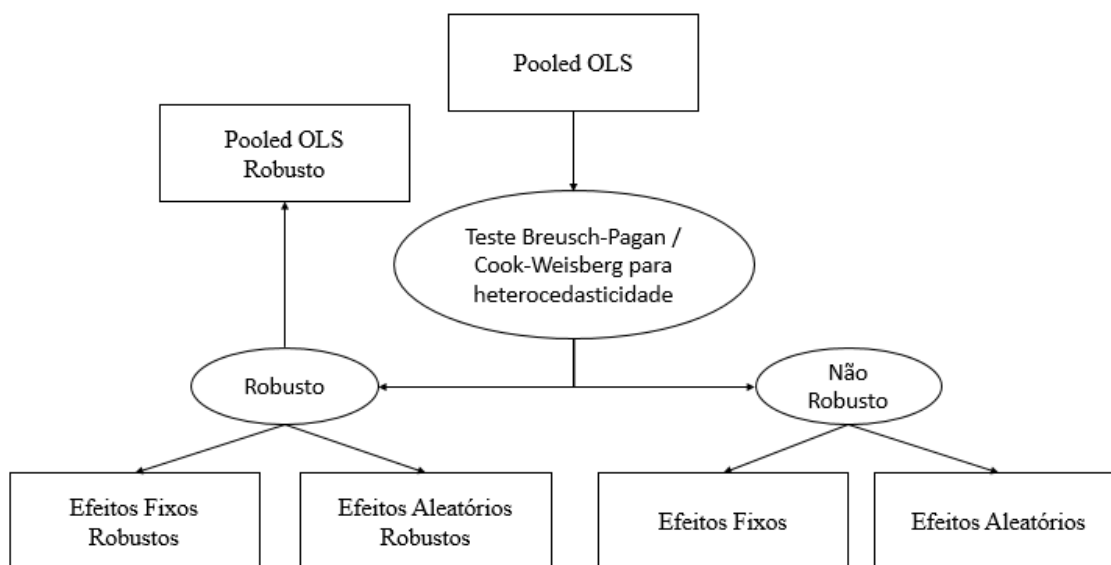 Pooled OLS
Pooled OLS
Robusto
Teste Breusch-Pagan /
Cook-Weisberg para
heterocedasticidade
Robusto
Não
Robusto
Efeitos Fixos
Robustos
Efeitos Aleatórios
Robustos
Efeitos Fixos
Efeitos Aleatórios